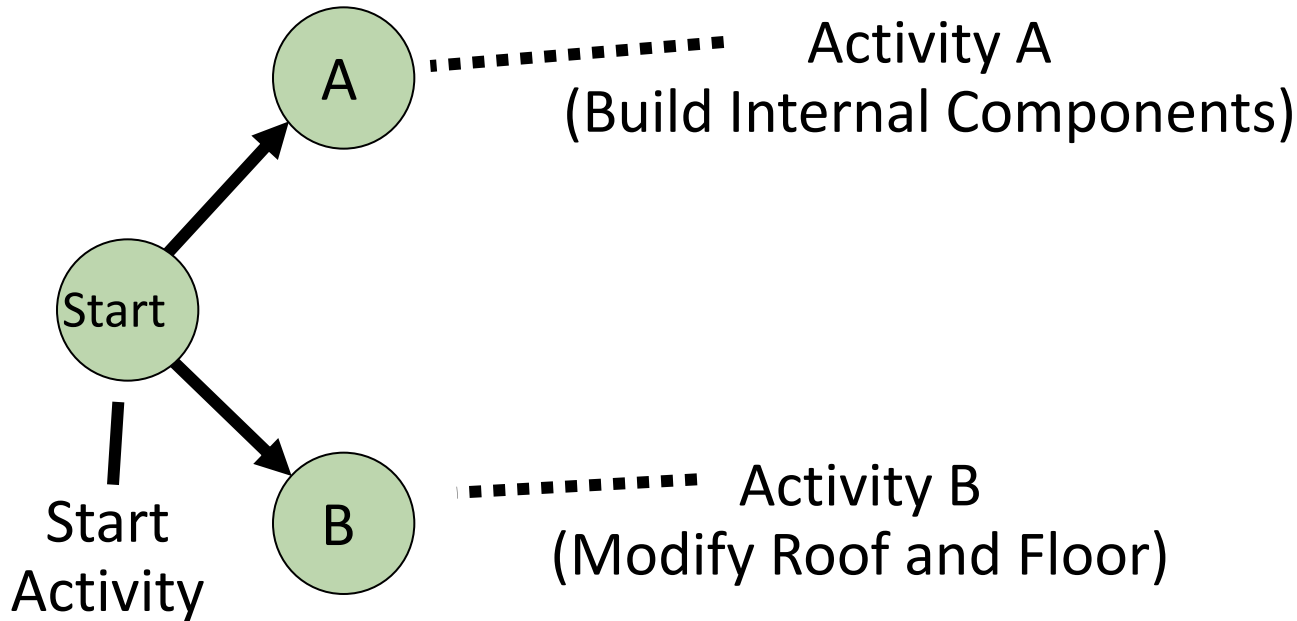 A
Activity A
(Build Internal Components)
Start
Start
Activity
B
Activity B
(Modify Roof and Floor)